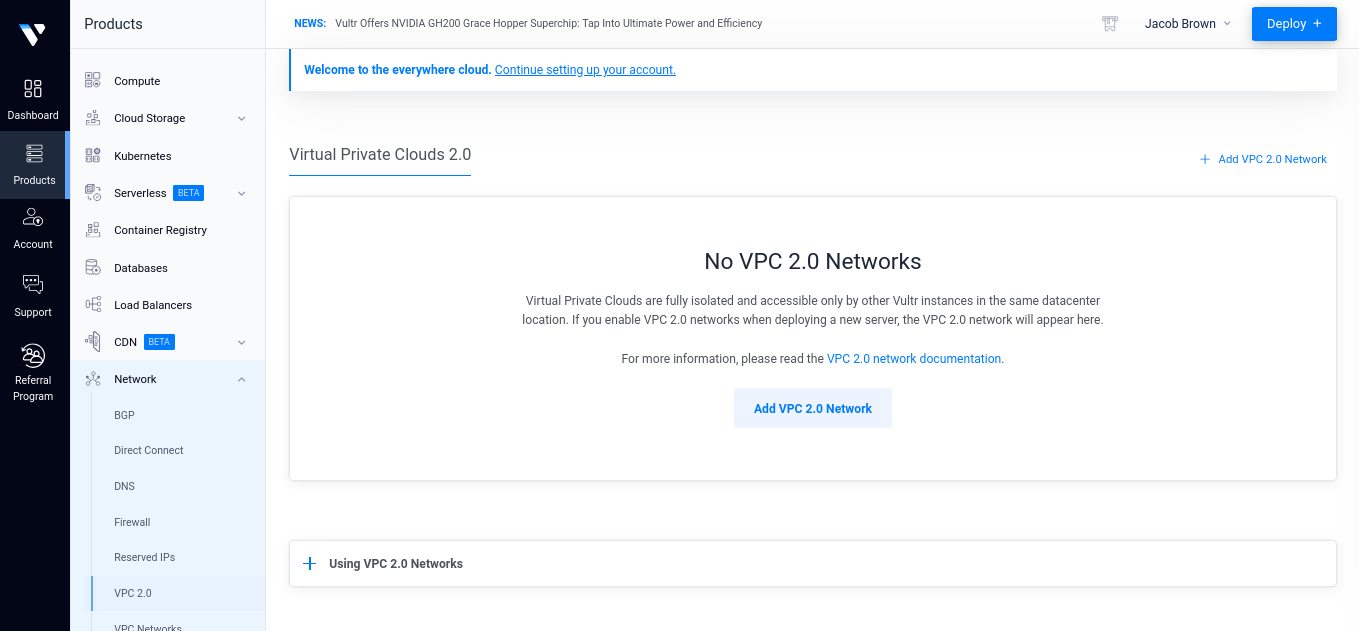 Products
NEWS: Vultr Offers NVIDIA GH200 Grace Hopper Superchip: Tap Into Ultimate Power and Efficiency
Jacob Brown
Deploy +
Dashboard
Products
Account
Support
Referral
Program
Compute
Cloud Storage
Kubernetes
Serverless BETA
Container Registry
Databases
Load Balancers
CDN BETA
Network
BGP
Direct Connect
DNS
Firewall
Reserved IPs
VPC 2.0
VPC Networks
Welcome to the everywhere cloud. Continue setting up your account.
Virtual Private Clouds 2.0
+ Add VPC 2.0 Network
No VPC 2.0 Networks
Virtual Private Clouds are fully isolated and accessible only by other Vultr instances in the same datacenter
location. If you enable VPC 2.0 networks when deploying a new server, the VPC 2.0 network will appear here.
For more information, please read the VPC 2.0 network documentation.
Add VPC 2.0 Network
+ Using VPC 2.0 Networks